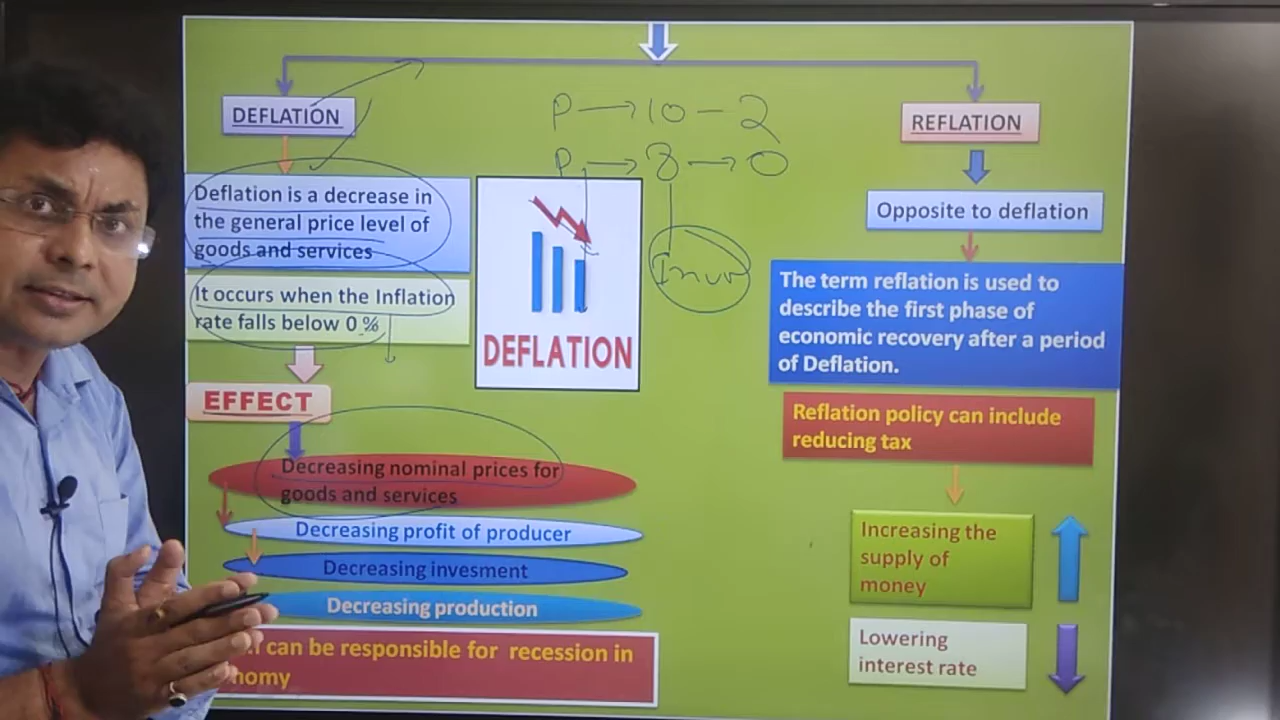 DEFLATION
Deflation is a decrease in
the general price level of
goods and services
It occurs when the Inflation
rate falls below 0 %
EFFECT
Decreasing nominal prices for
goods and services
Decreasing profit of producer
Decreasing invesment
Decreasing production
can be responsible for recession in
P → 10 - 2
P → 8 → 0
DEFLATION
REFLATION
Opposite to deflation
The term reflation is used to
describe the first phase of
economic recovery after a period
of Deflation.
Reflation policy can include
reducing tax
Increasing the
supply of
money
Lowering
interest rate